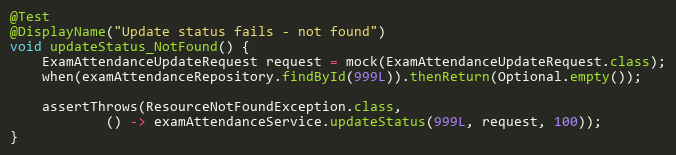 @Test
@DisplayName("Update status fails - not found")
void updateStatus_NotFound() {
    ExamAttendanceUpdateRequest request = mock(ExamAttendanceUpdateRequest.class);
    when(examAttendanceRepository.findById(999L)).thenReturn(Optional.empty());

    assertThrows(ResourceNotFoundException.class,
            () -> examAttendanceService.updateStatus(999L, request, 100));
}